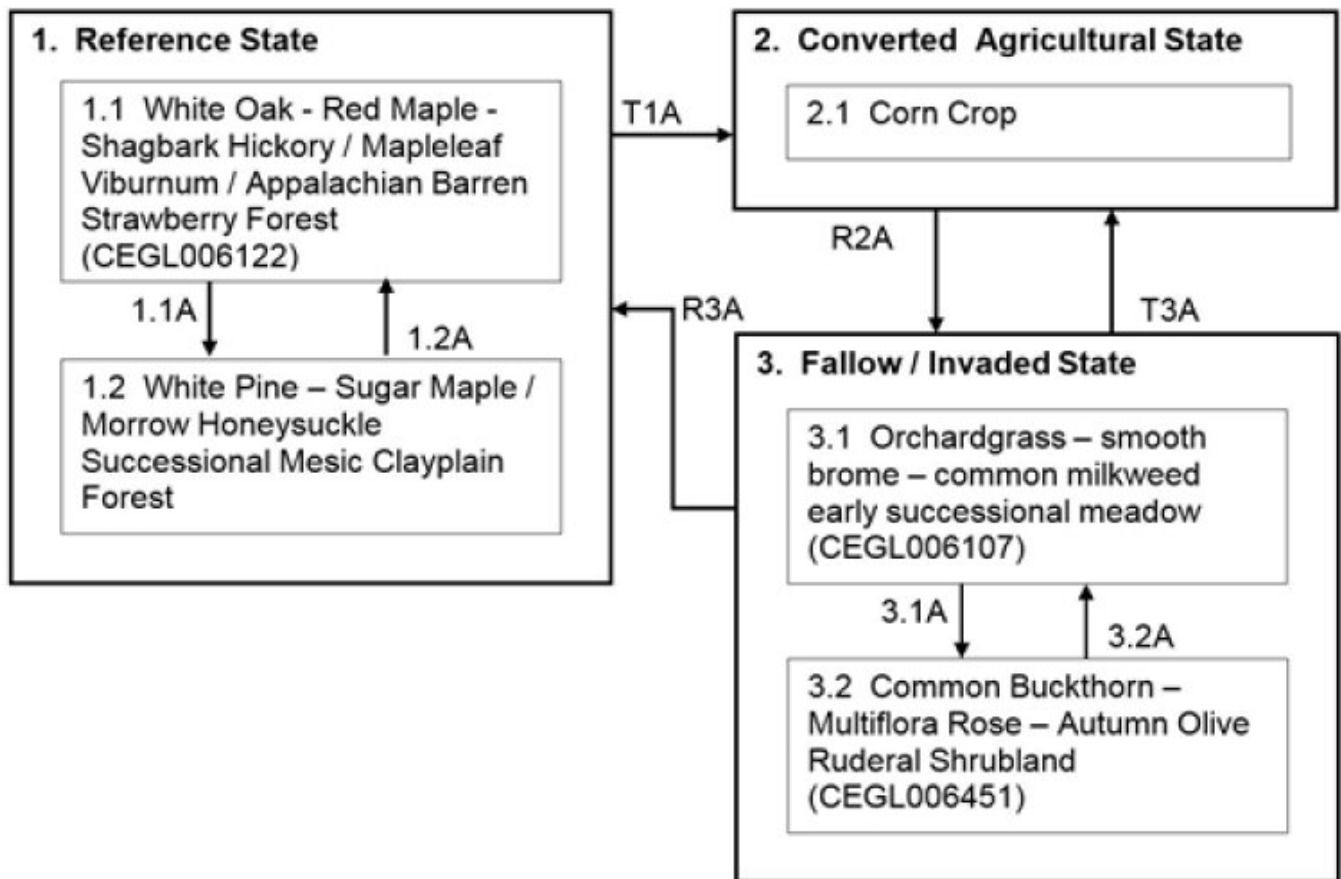 1. Reference State
1.1 White Oak - Red Maple -
Shagbark Hickory / Mapleleaf
Viburnum / Appalachian Barren
Strawberry Forest
(CEGL006122)
1.1A
1.2A
1.2 White Pine – Sugar Maple /
Morrow Honeysuckle
Successional Mesic Clayplain
Forest
T1A
2. Converted Agricultural State
2.1 Corn Crop
R2A
T3A
R3A
3. Fallow / Invaded State
3.1 Orchardgrass – smooth
brome – common milkweed
early successional meadow
(CEGL006107)
3.1A
3.2A
3.2 Common Buckthorn –
Multiflora Rose – Autumn Olive
Ruderal Shrubland
(CEGL006451)